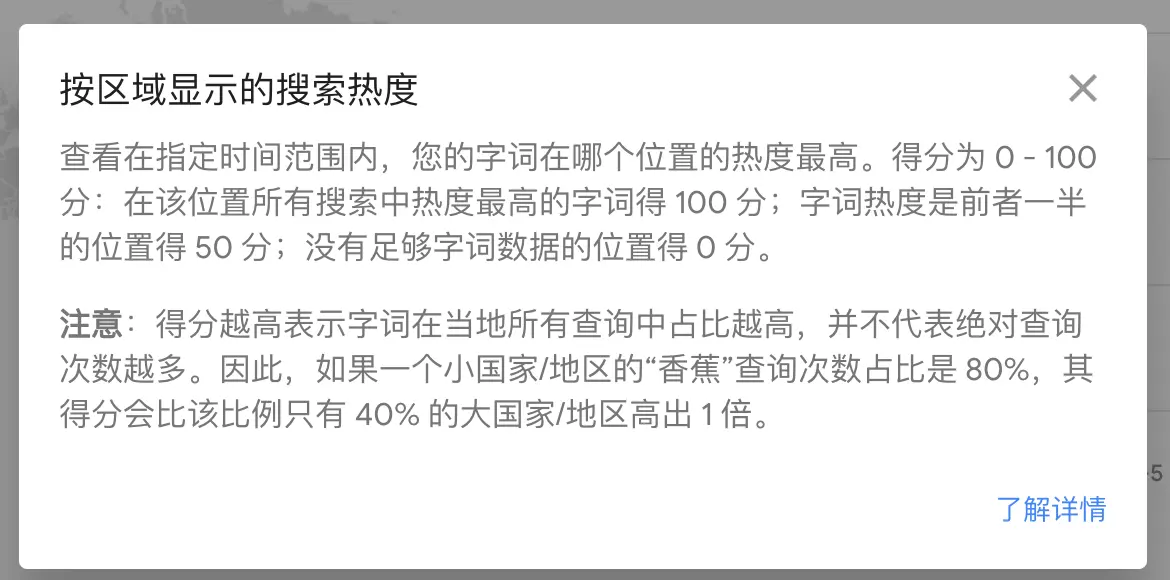 按区域显示的搜索热度
查看在指定时间范围内，您的字词在哪个位置的热度最高。得分为 0 - 100
分：在该位置所有搜索中热度最高的字词得 100 分；字词热度是前者一半
的位置得 50 分；没有足够字词数据的位置得 0 分。
注意：得分越高表示字词在当地所有查询中占比越高，并不代表绝对查询
次数越多。因此，如果一个小国家/地区的“香蕉”查询次数占比是 80%，其
得分会比该比例只有 40% 的大国家/地区高出 1 倍。
-5
了解详情